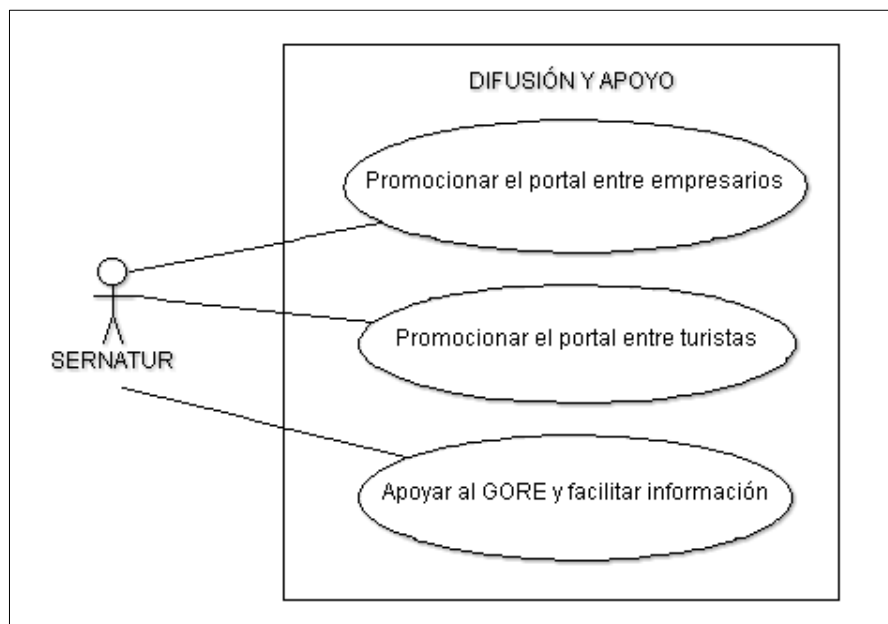 DIFUSIÓN Y APOYO
Promocionar el portal entre empresarios
Promocionar el portal entre turistas
SERNATUR
Apoyar al GORE y facilitar información